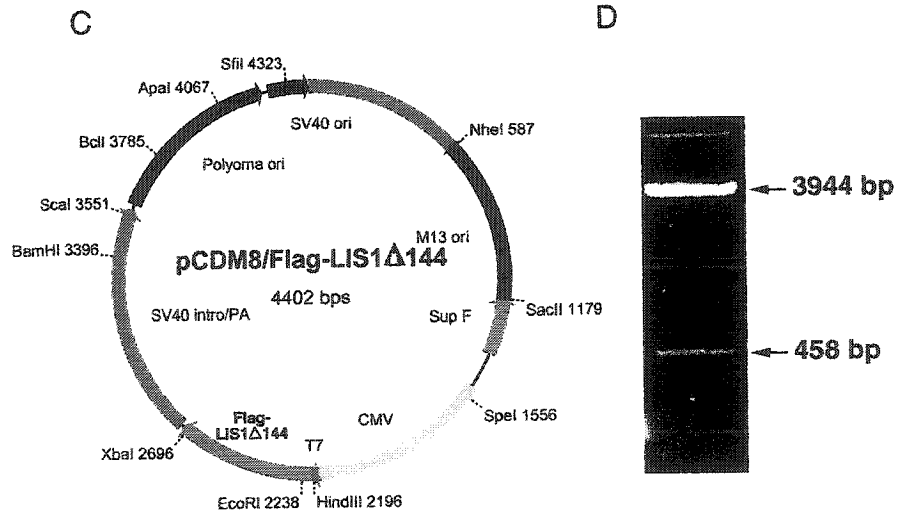 C
D
SfiI 4323
ApaI 4067
SV40 ori
NheI 587
BclI 3785
Polyoma ori
3944 bp
ScaI 3551
M13 ori
BamHI 3396
pCDM8/Flag-LIS1Δ144
4402 bps
SacII 1179
SV40 intro/PA
Sup F
458 bp
SpeI 1556
Flag-
LIS1Δ144
CMV
T7
XbaI 2696
EcoRI 2238
HindIII 2196